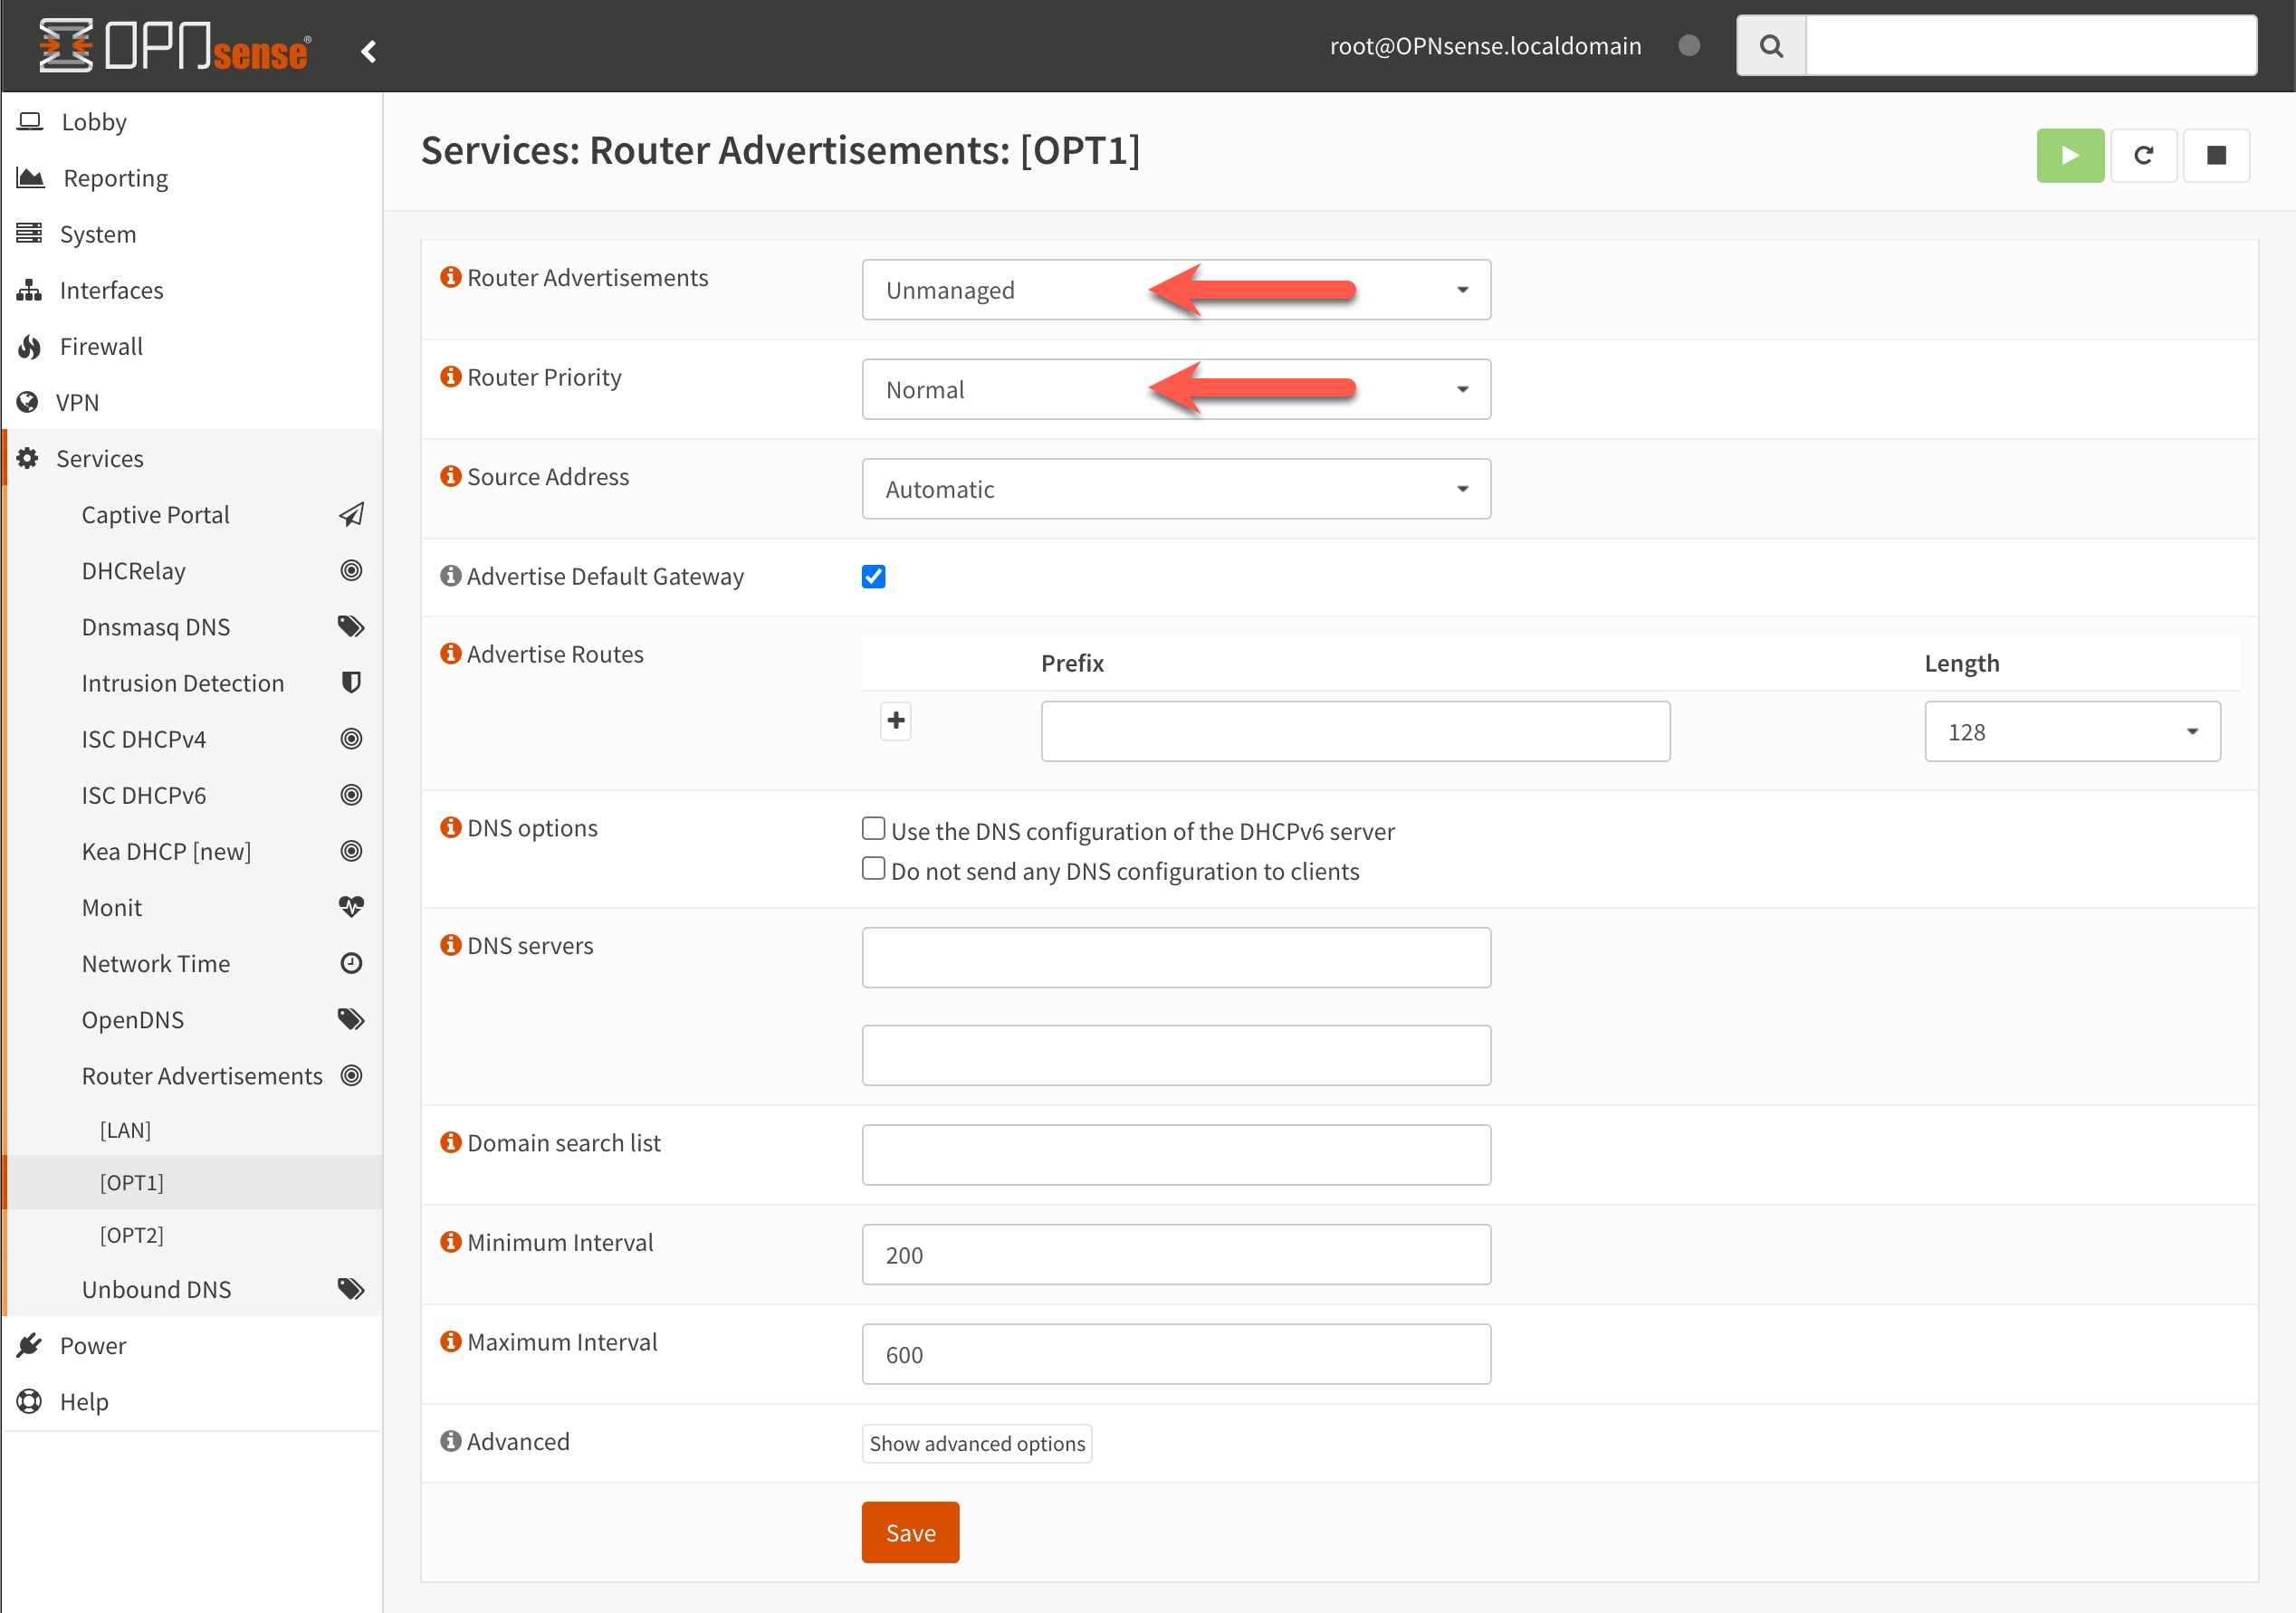 OPNsense®
root@OPNsense.localdomain
Lobby
Reporting
System
Interfaces
Firewall
VPN
Services
Captive Portal
DHCRelay
Dnsmasq DNS
Intrusion Detection
ISC DHCPv4
ISC DHCPv6
Kea DHCP [new]
Monit
Network Time
OpenDNS
Router Advertisements
[LAN]
[OPT1]
[OPT2]
Unbound DNS
Power
Help
Services: Router Advertisements: [OPT1]
Router Advertisements
Unmanaged
Router Priority
Normal
Source Address
Automatic
Advertise Default Gateway
Advertise Routes
Prefix Length
128
DNS options
Use the DNS configuration of the DHCPv6 server
Do not send any DNS configuration to clients
DNS servers
Domain search list
Minimum Interval
200
Maximum Interval
600
Advanced
Show advanced options
Save